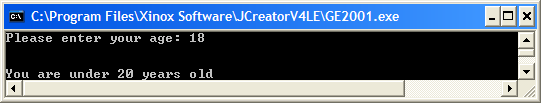 C:\Program Files\Xinox Software\JCreatorV4LE\GE2001.exe
Please enter your age: 18
You are under 20 years old